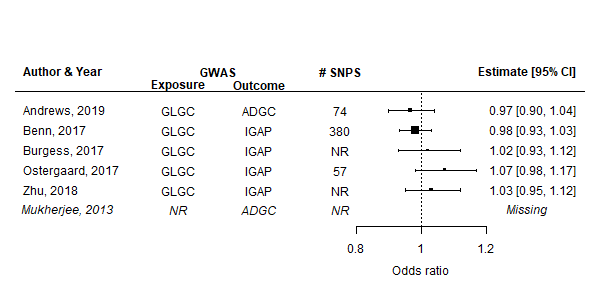 Author & Year GWAS # SNPS Estimate [95% CI]
Exposure Outcome
Andrews, 2019 GLGC ADGC 74 0.97 [0.90, 1.04]
Benn, 2017 GLGC IGAP 380 0.98 [0.93, 1.03]
Burgess, 2017 GLGC IGAP NR 1.02 [0.93, 1.12]
Ostergaard, 2017 GLGC IGAP 57 1.07 [0.98, 1.17]
Zhu, 2018 GLGC IGAP NR 1.03 [0.95, 1.12]
Mukherjee, 2013 NR ADGC NR Missing
0.8 1 1.2
Odds ratio